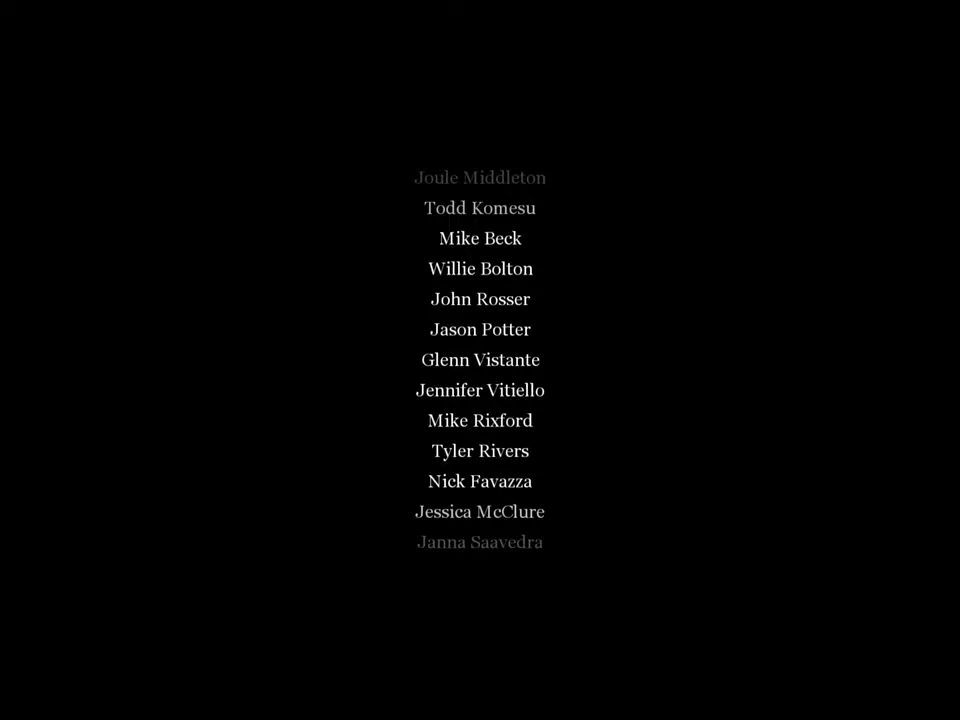 Joule Middleton
Todd Komesu
Mike Beck
Willie Bolton
John Rosser
Jason Potter
Glenn Vistante
Jennifer Vitiello
Mike Rixford
Tyler Rivers
Nick Favazza
Jessica McClure
Janna Saavedra